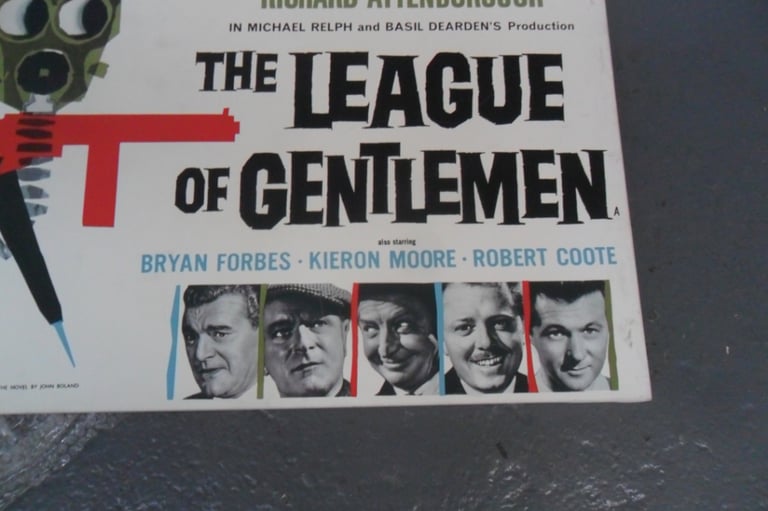 RICHARD ATTENBOROUGH
IN MICHAEL RELPH and BASIL DEARDEN'S Production
THE LEAGUE
OF GENTLEMEN
A
also starring
BRYAN FORBES · KIERON MOORE · ROBERT COOTE
THE NOVEL BY JOHN BOLAND